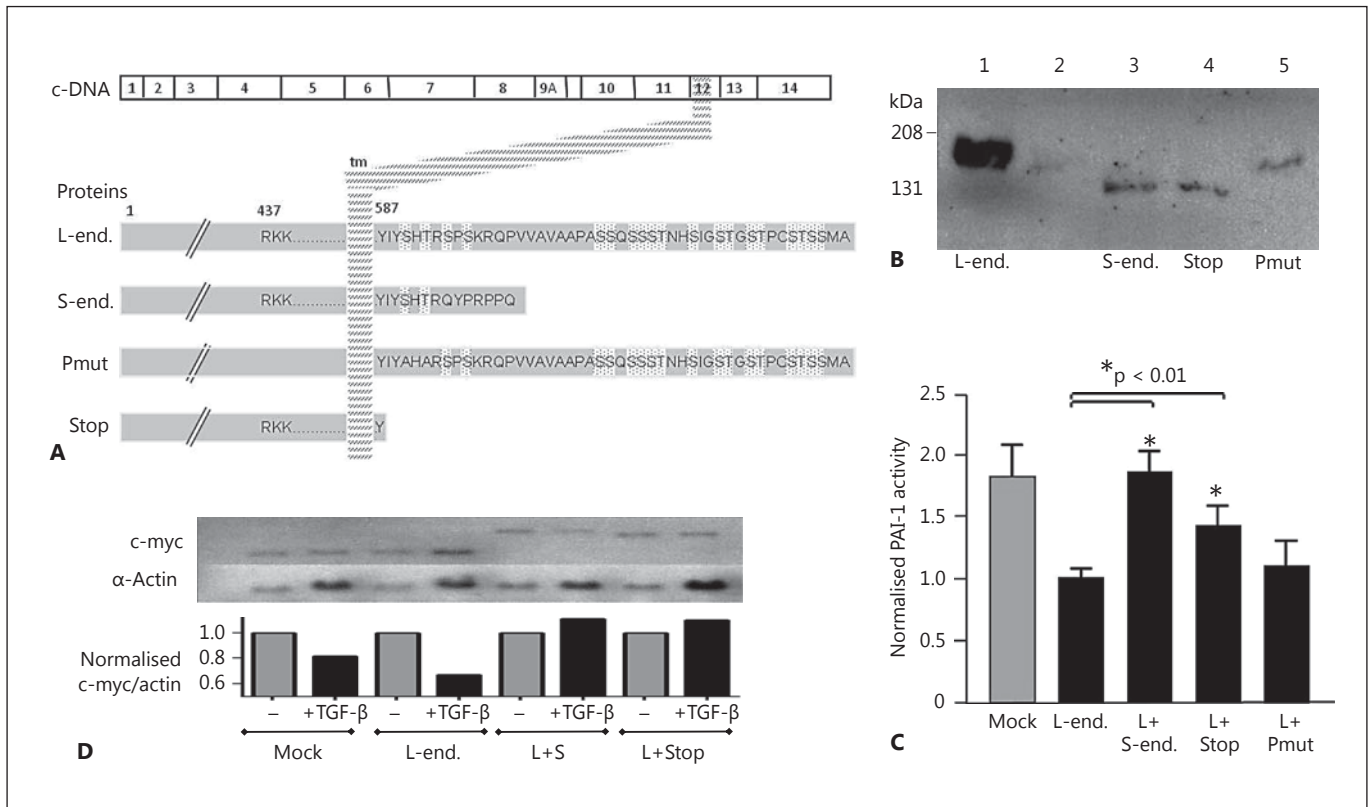 c-DNA
1 2 3 4 5 6 7 8 9A 10 11 12 13 14
tm
Proteins
1 437 587
L-end. RKK............... YIYSHTRSPSKRQPVVAVAAPASSQSSSTNHSIGSTGSTPCSTSSMA
S-end. RKK............... YIYSHTRQYPRPPQ
Pmut YIYAHARSPSKRQPVVAVAAPASSQSSSTNHSIGSTGSTPCSTSSMA
Stop RKK............... Y
A
1 2 3 4 5
kDa
208
131
B
L-end. S-end. Stop Pmut
*p < 0.01
Normalised PAI-1 activity
2.5
2.0
1.5
1.0
0.5
0
* *
Mock L-end. L+ S-end. L+ Stop L+ Pmut
C
c-myc
α-Actin
Normalised
c-myc/actin
1.0
0.8
0.6
– +TGF-β – +TGF-β – +TGF-β – +TGF-β
Mock L-end. L+S L+Stop
D